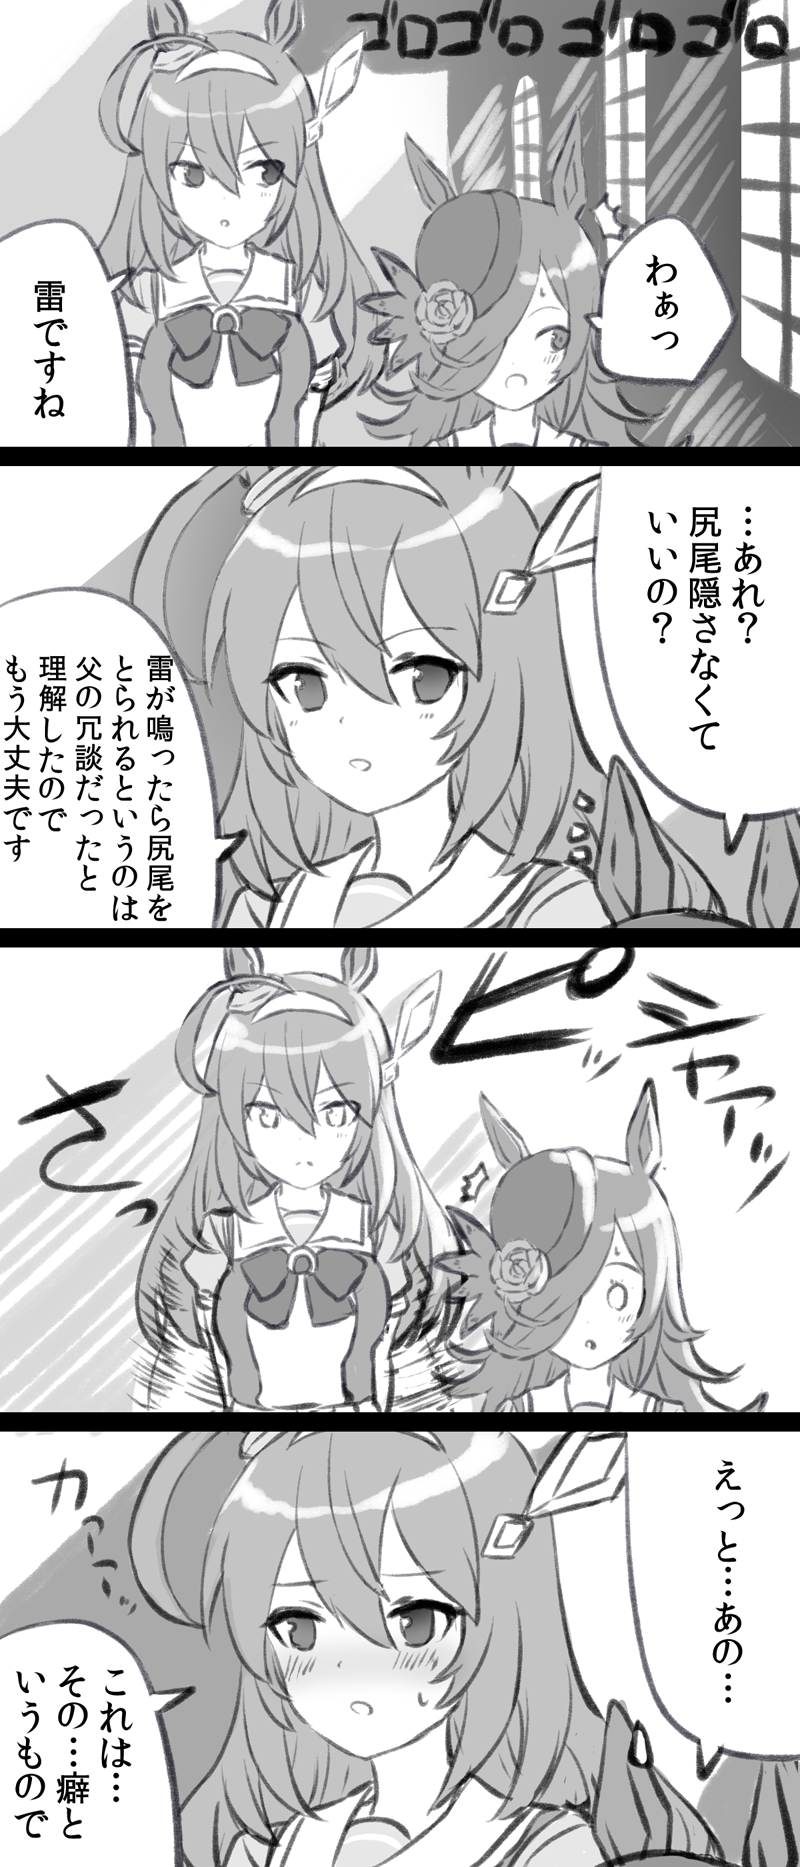 ゴロゴロゴロゴロ
わぁっ
雷ですね
…あれ？
尻尾隠さなくて
いいの？
雷が鳴ったら尻尾を
とられるというのは
父の冗談だったと
理解したので
もう大丈夫です
ピシャアッ
さっ
えっと…あの…
カァーッ
これは…
その…癖と
いうもので